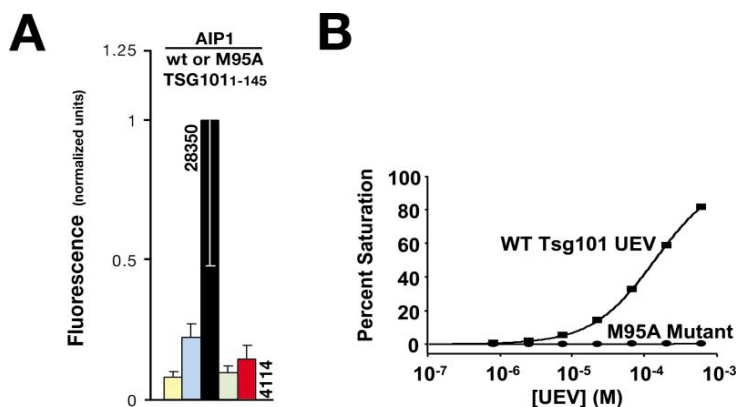 A
AIP1
wt or M95A
TSG1011-145
1.25
1
0.5
0
Fluorescence (normalized units)
28350
4114
B
100
80
60
40
20
0
Percent Saturation
WT Tsg101 UEV
M95A Mutant
10-7 10-6 10-5 10-4 10-3
[UEV] (M)